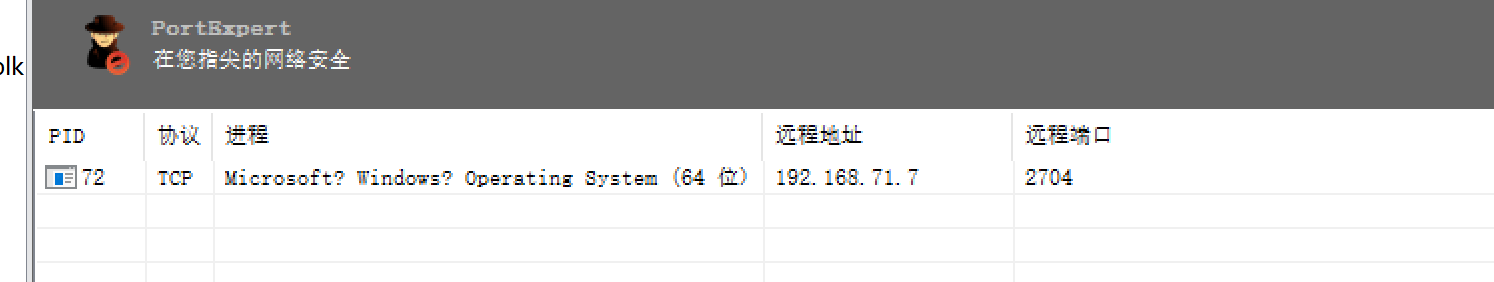 PortExpert
在您指尖的网络安全
olk
PID 协议 进程 远程地址 远程端口
72 TCP Microsoft? Windows? Operating System (64 位) 192.168.71.7 2704